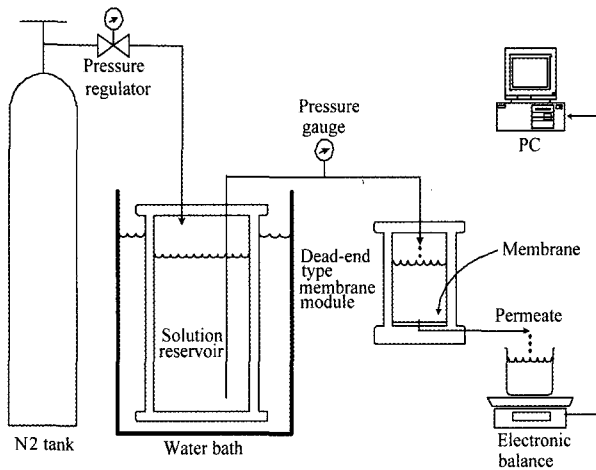 Pressure
regulator
Pressure
gauge
PC
Dead-end
type
membrane
module
Membrane
Solution
reservoir
Permeate
N2 tank
Water bath
Electronic
balance